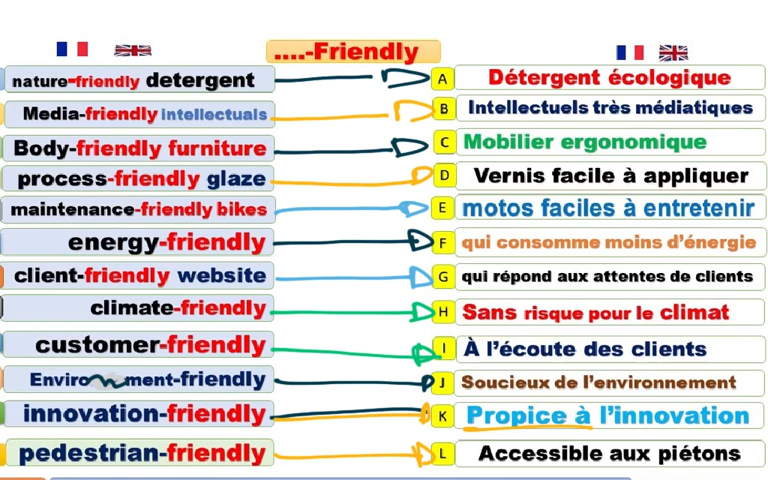 ....-Friendly
nature-friendly detergent A Détergent écologique
Media-friendly intellectuals B Intellectuels très médiatiques
Body-friendly furniture C Mobilier ergonomique
process-friendly glaze D Vernis facile à appliquer
maintenance-friendly bikes E motos faciles à entretenir
energy-friendly F qui consomme moins d'énergie
client-friendly website G qui répond aux attentes de clients
climate-friendly H Sans risque pour le climat
customer-friendly I À l'écoute des clients
Environment-friendly J Soucieux de l'environnement
innovation-friendly K Propice à l'innovation
pedestrian-friendly L Accessible aux piétons